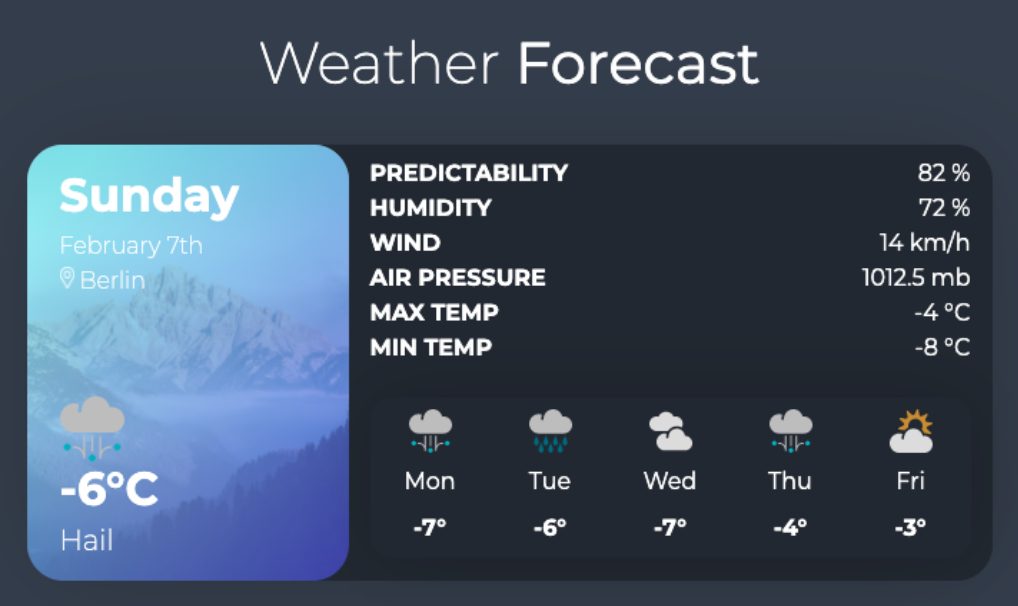 Weather Forecast
Sunday
February 7th
Berlin
-6°C
Hail
PREDICTABILITY 82 %
HUMIDITY 72 %
WIND 14 km/h
AIR PRESSURE 1012.5 mb
MAX TEMP -4 °C
MIN TEMP -8 °C
Mon Tue Wed Thu Fri
-7° -6° -7° -4° -3°